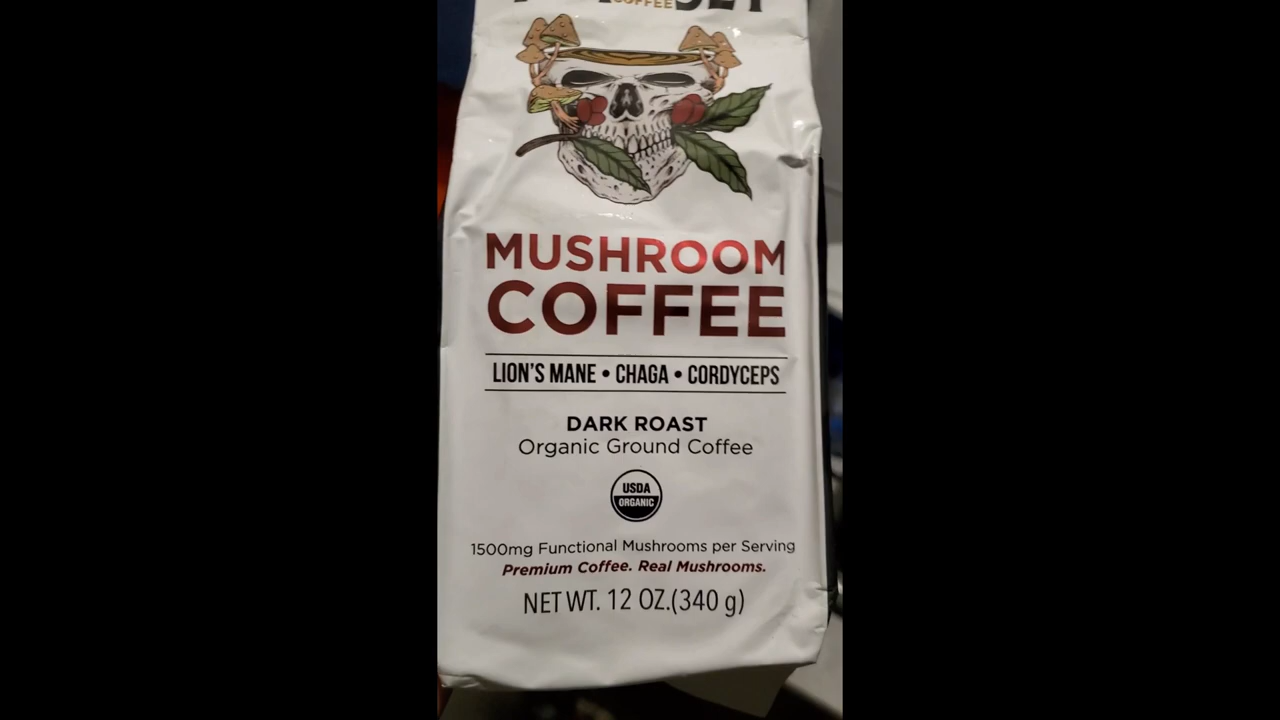 COFFEE
MUSHROOM
COFFEE
LION'S MANE • CHAGA • CORDYCEPS
DARK ROAST
Organic Ground Coffee
USDA
ORGANIC
1500mg Functional Mushrooms per Serving
Premium Coffee. Real Mushrooms.
NET WT. 12 OZ.(340 g)